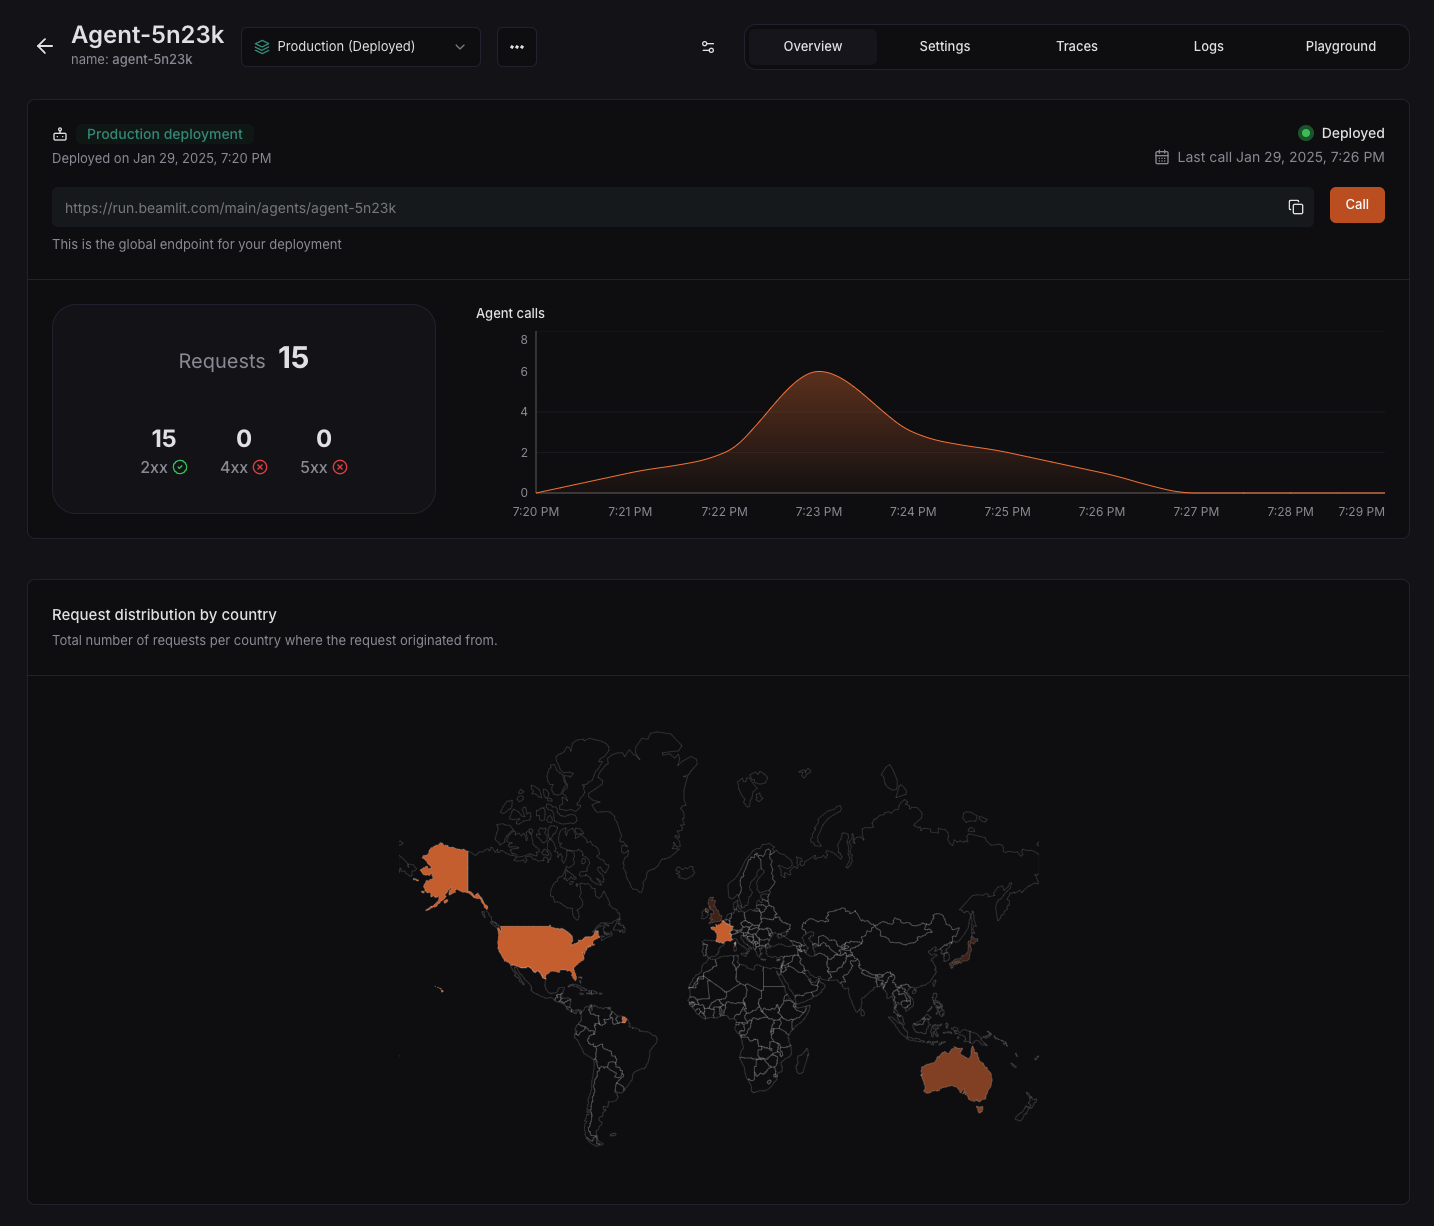 Agent-5n23k
name: agent-5n23k
Production (Deployed)
Overview
Settings
Traces
Logs
Playground
Production deployment
Deployed on Jan 29, 2025, 7:20 PM
Deployed
Last call Jan 29, 2025, 7:26 PM
https://run.beamlit.com/main/agents/agent-5n23k
Call
This is the global endpoint for your deployment
Requests 15
15 0 0
2xx 4xx 5xx
Agent calls
8
6
4
2
0
7:20 PM 7:21 PM 7:22 PM 7:23 PM 7:24 PM 7:25 PM 7:26 PM 7:27 PM 7:28 PM 7:29 PM
Request distribution by country
Total number of requests per country where the request originated from.